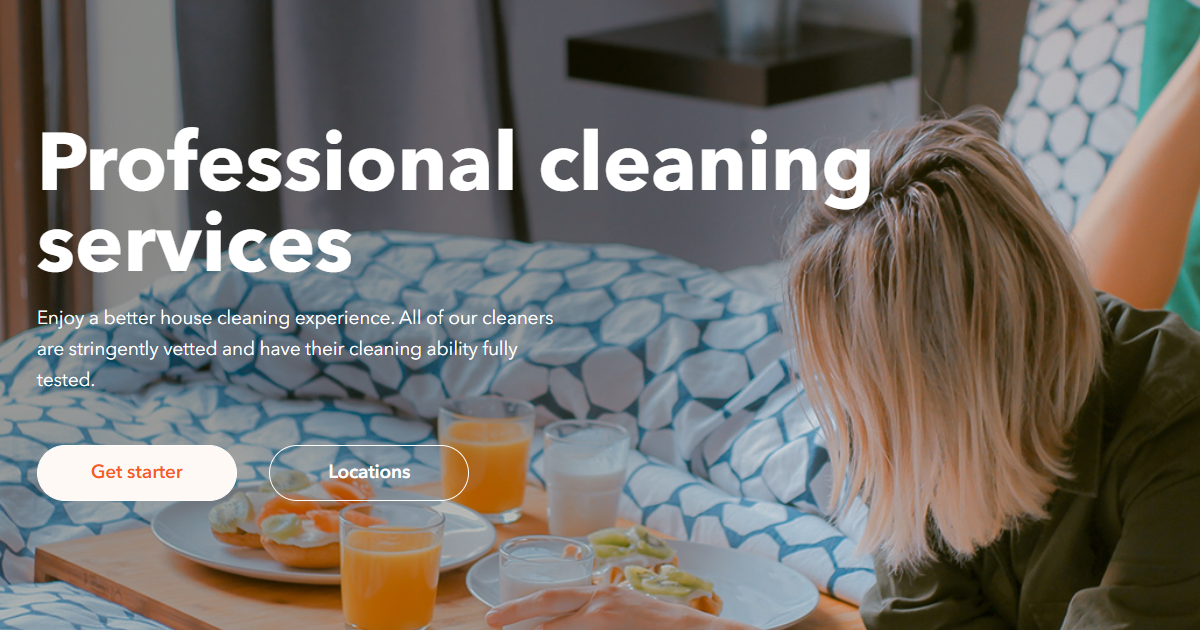 Professional cleaning
services
Enjoy a better house cleaning experience. All of our cleaners
are stringently vetted and have their cleaning ability fully
tested.
Get starter
Locations